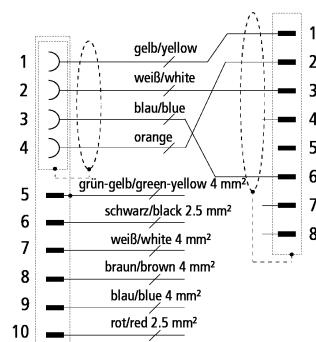 gelb/yellow
weiß/white
blau/blue
orange
grün-gelb/green-yellow 4 mm²
schwarz/black 2.5 mm²
weiß/white 4 mm²
braun/brown 4 mm²
blau/blue 4 mm²
rot/red 2.5 mm²
1
2
3
4
5
6
7
8
9
10
1
2
3
4
5
6
7
8